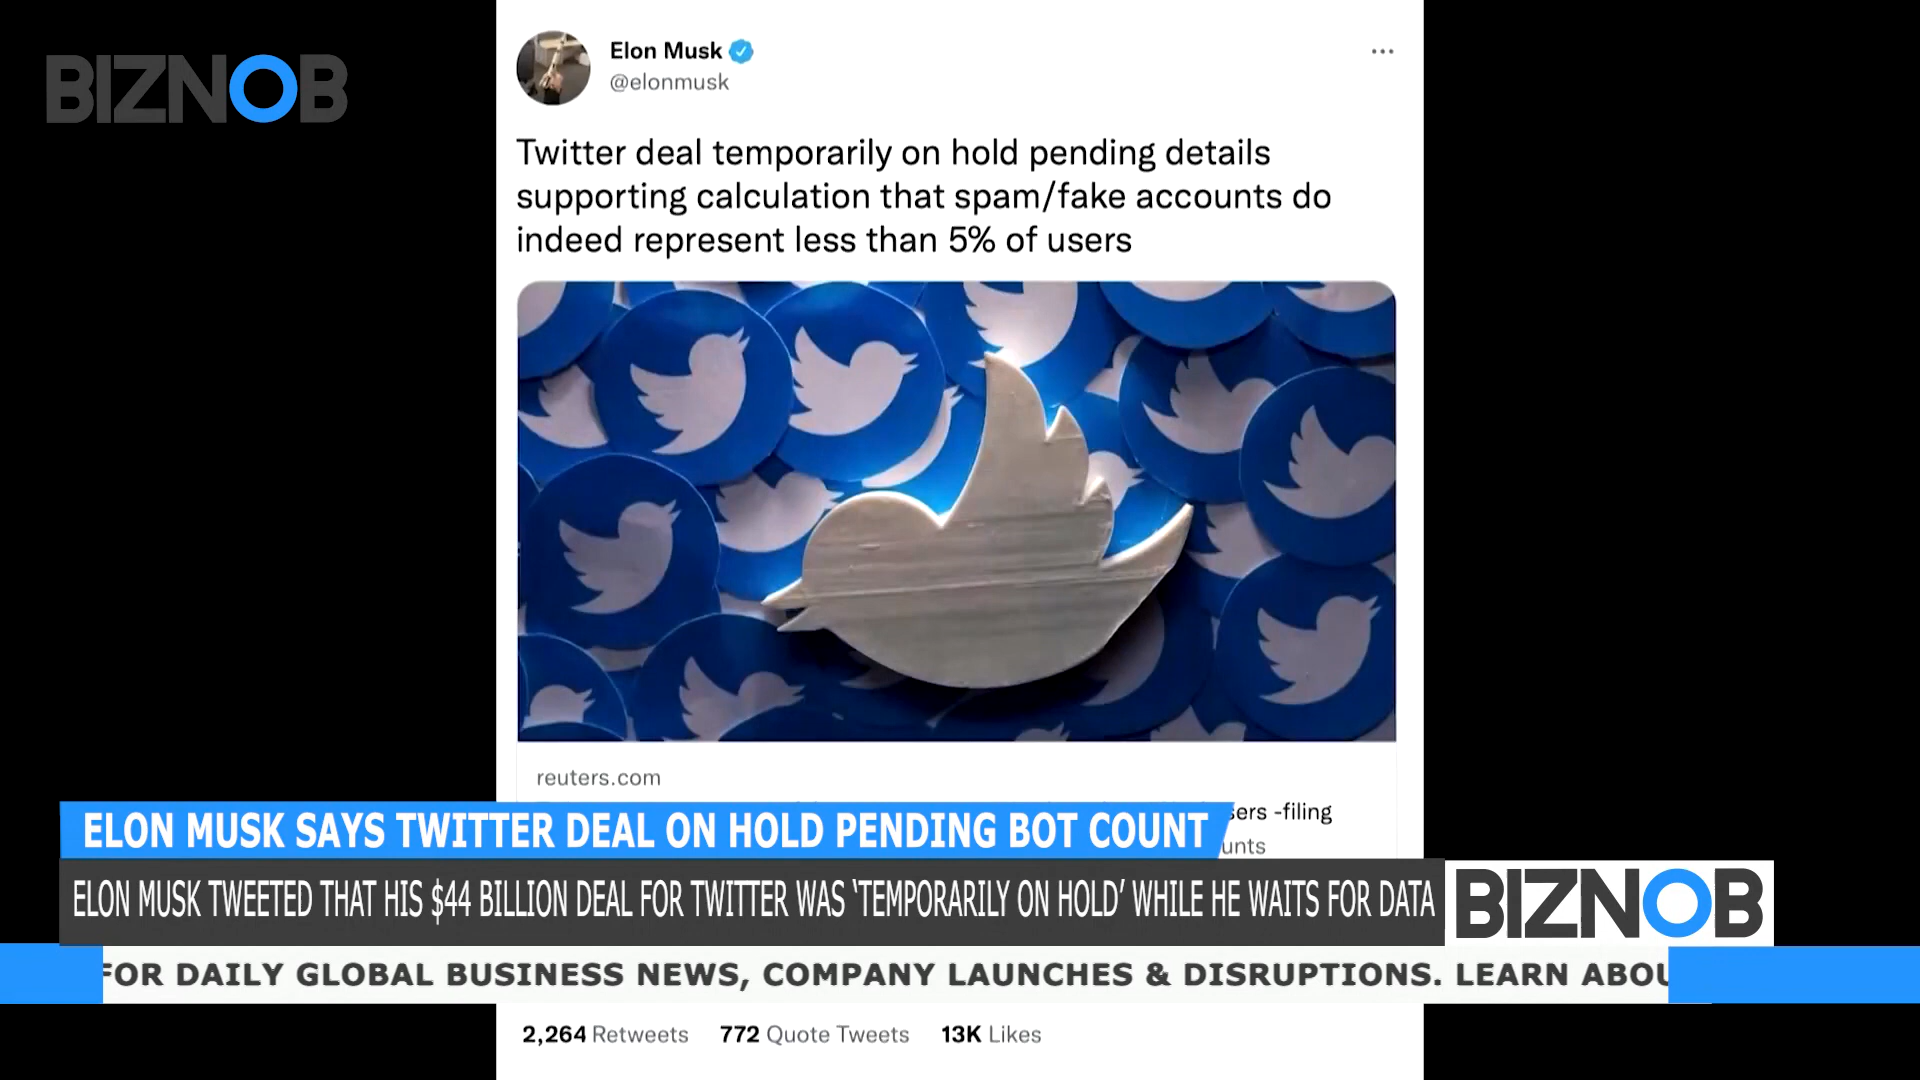 BIZNOB
Elon Musk
@elonmusk
Twitter deal temporarily on hold pending details
supporting calculation that spam/fake accounts do
indeed represent less than 5% of users
reuters.com
-filing
ELON MUSK SAYS TWITTER DEAL ON HOLD PENDING BOT COUNT
ELON MUSK TWEETED THAT HIS $44 BILLION DEAL FOR TWITTER WAS ‘TEMPORARILY ON HOLD’ WHILE HE WAITS FOR DATA
BIZNOB
FOR DAILY GLOBAL BUSINESS NEWS, COMPANY LAUNCHES & DISRUPTIONS. LEARN ABOU
2,264 Retweets 772 Quote Tweets 13K Likes